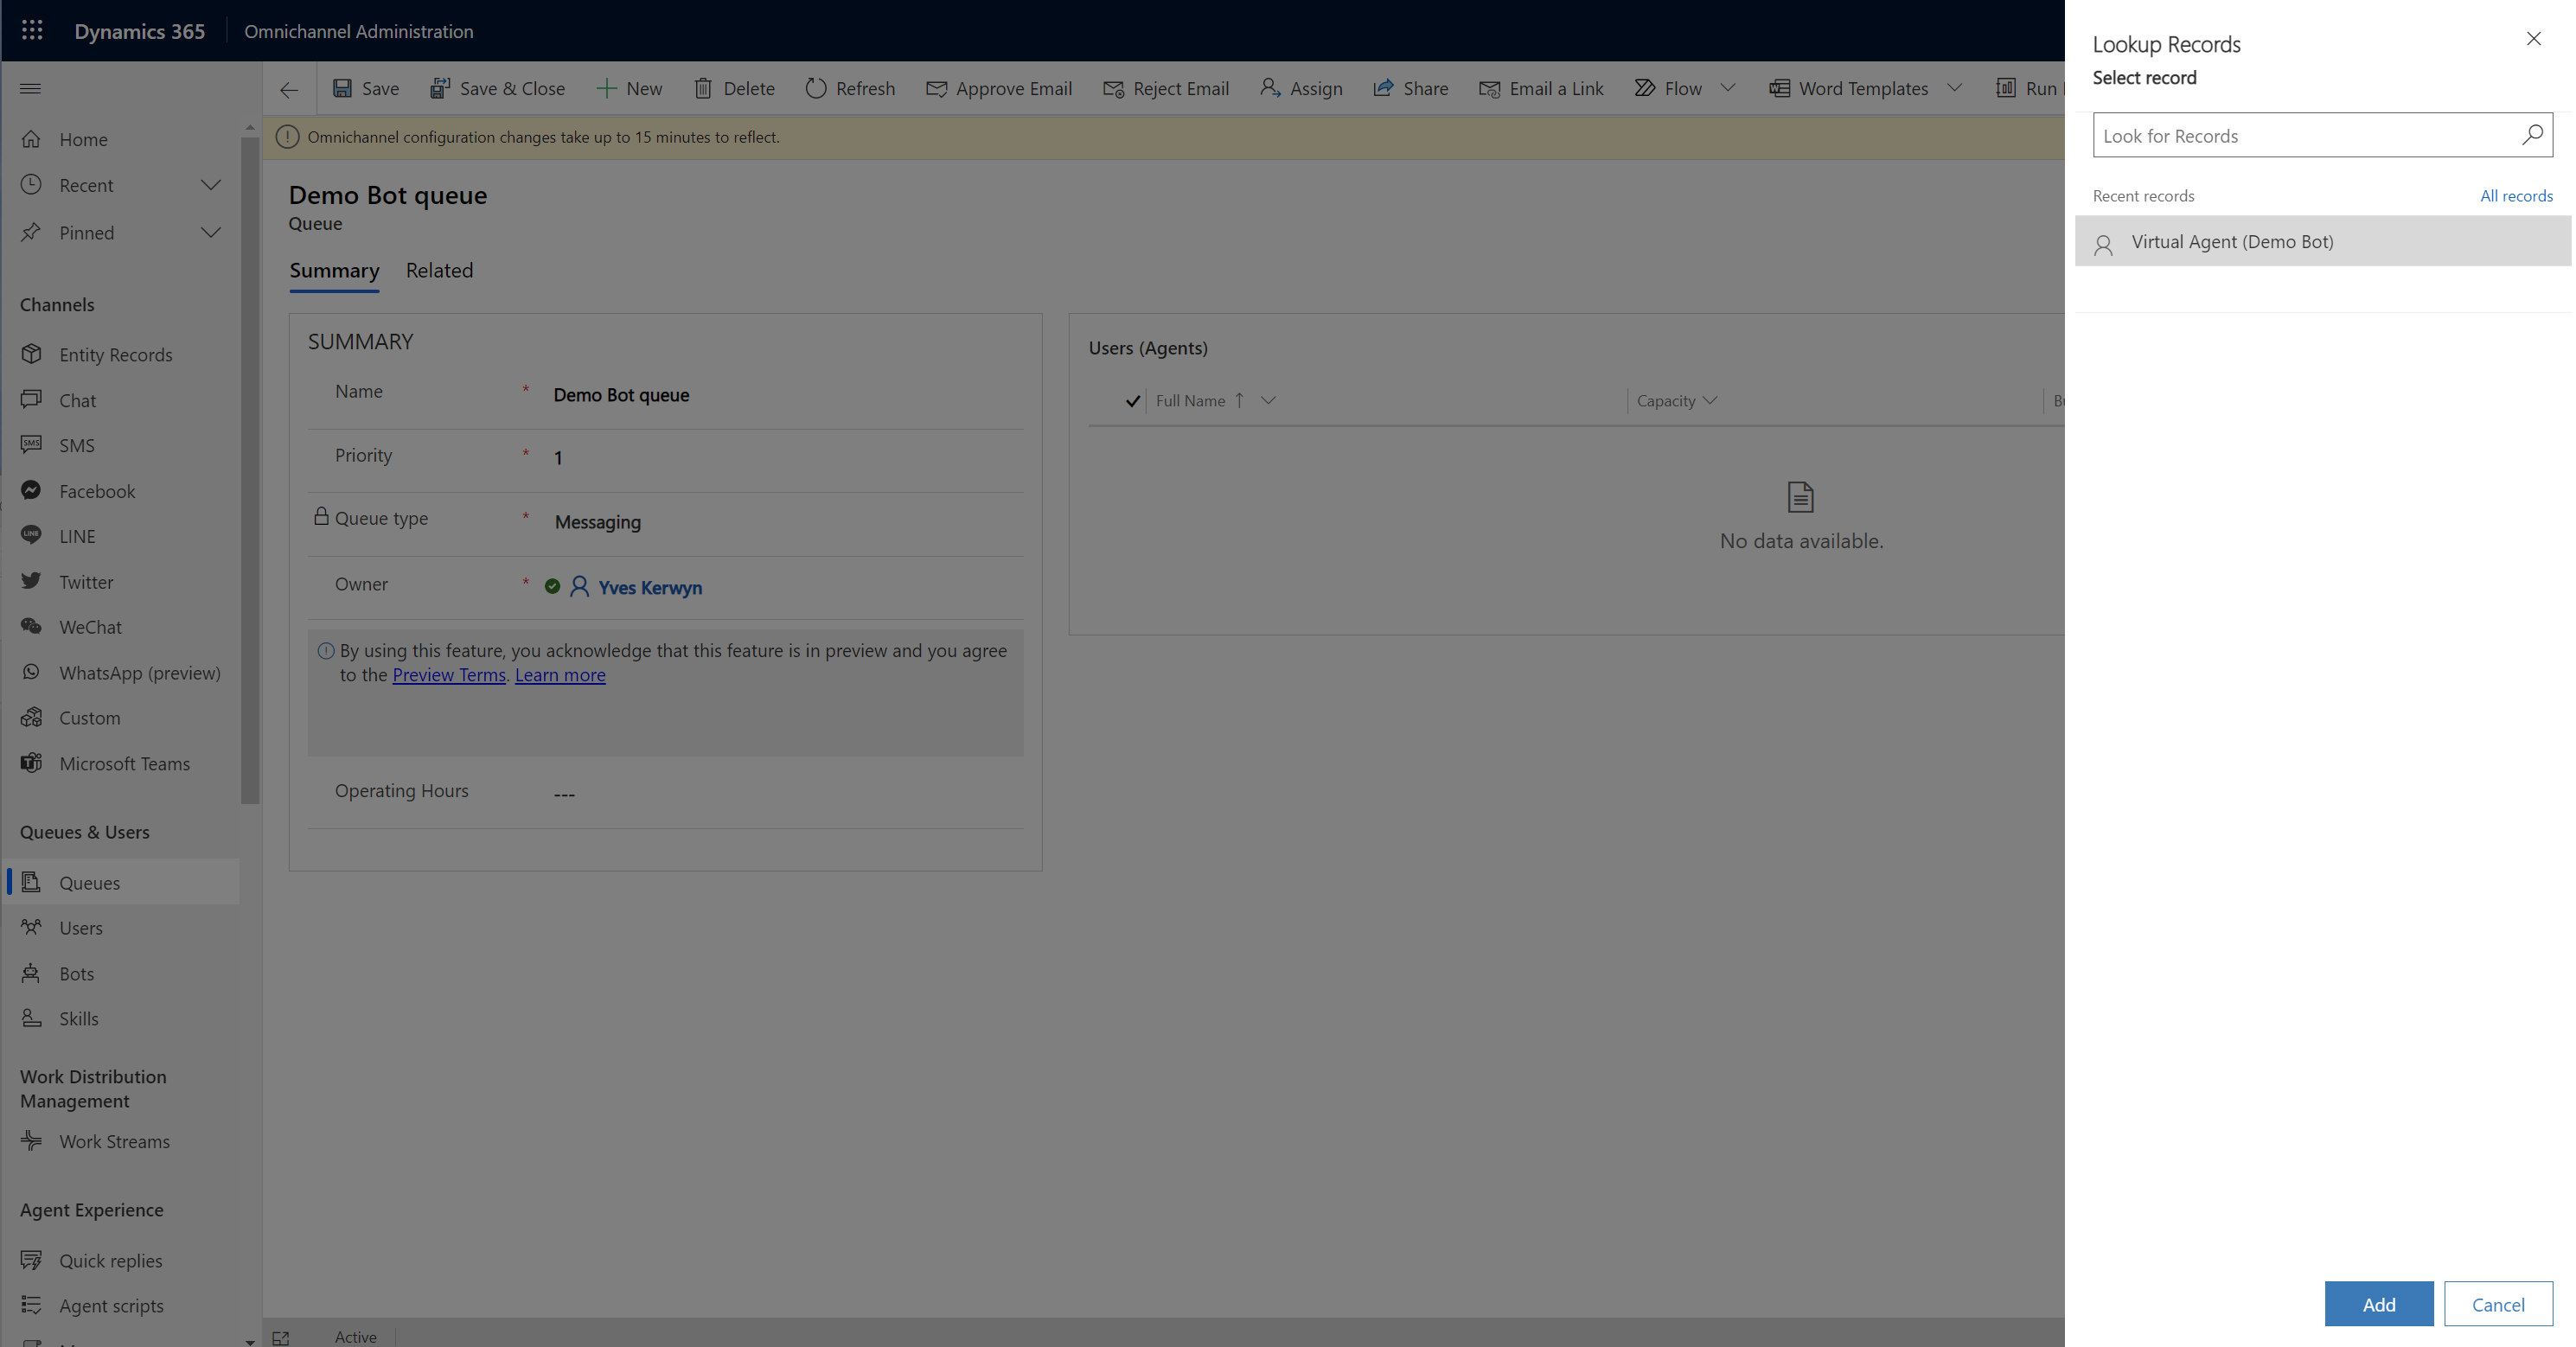 Dynamics 365
Omnichannel Administration
Save
Save & Close
New
Delete
Refresh
Approve Email
Reject Email
Assign
Share
Email a Link
Flow
Word Templates
Run
Omnichannel configuration changes take up to 15 minutes to reflect.
Home
Recent
Pinned
Channels
Entity Records
Chat
SMS
SMS
Facebook
LINE
LINE
Twitter
WeChat
WhatsApp (preview)
Custom
Microsoft Teams
Queues & Users
Queues
Users
Bots
Skills
Work Distribution
Management
Work Streams
Agent Experience
Quick replies
Agent scripts
Demo Bot queue
Queue
Summary
Related
SUMMARY
Name * Demo Bot queue
Priority * 1
Queue type * Messaging
Owner * Yves Kerwyn
By using this feature, you acknowledge that this feature is in preview and you agree
to the Preview Terms. Learn more
Operating Hours ---
Users (Agents)
Full Name
Capacity
No data available.
Active
Lookup Records
Select record
Look for Records
Recent records
All records
Virtual Agent (Demo Bot)
Add
Cancel